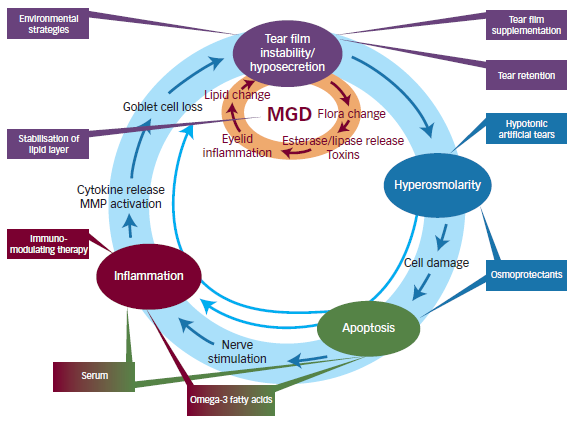 Environmental
strategies
Tear film
instability/
hyposecretion
Tear film
supplementation
Tear retention
Goblet cell loss
Lipid change
MGD
Flora change
Hypotonic
artificial tears
Stabilisation of
lipid layer
Eyelid
inflammation
Esterase/lipase release
Toxins
Cytokine release
MMP activation
Hyperosmolarity
Immuno-
modulating therapy
Inflammation
Cell damage
Osmoprotectants
Apoptosis
Nerve
stimulation
Serum
Omega-3 fatty acids